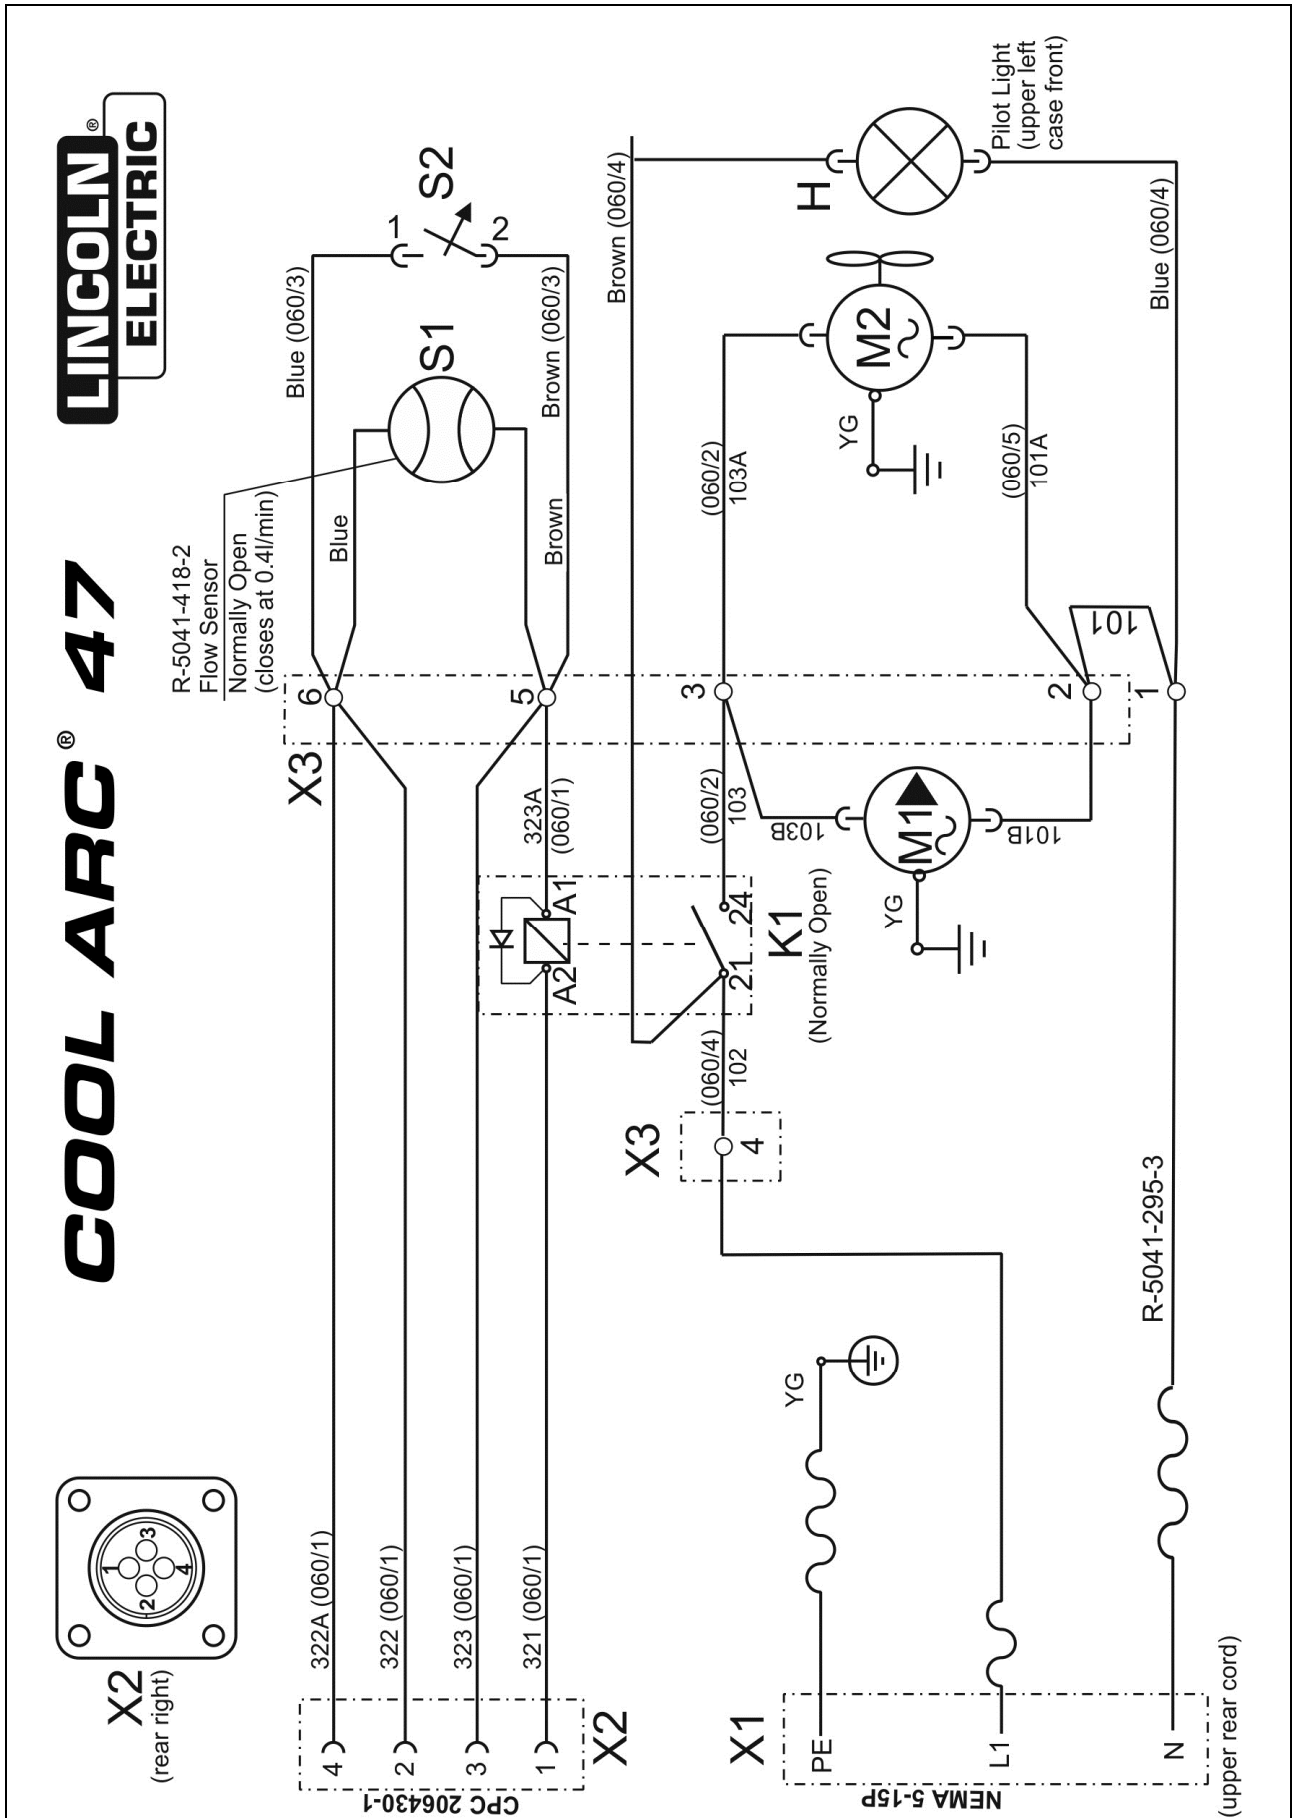 COOL ARC® 47
LINCOLN®
ELECTRIC
X2
(rear right)
1
2
3
4
R-5041-418-2
Flow Sensor
Normally Open
(closes at 0.4l/min)
CPC 206430-1
X2
4
322A (060/1)
2
322 (060/1)
3
323 (060/1)
1
321 (060/1)
X3
6
5
Blue (060/3)
Blue
S1
Brown
Brown (060/3)
S2
1
2
323A
(060/1)
A2
A1
Brown (060/4)
X3
4
(060/4)
102
21
24
K1
(Normally Open)
(060/2)
103
3
(060/2)
103A
103B
M1
YG
101B
M2
YG
(060/5)
101A
2
101
1
H
Pilot Light
(upper left
case front)
Blue (060/4)
X1
NEMA 5-15P
PE
YG
L1
N
R-5041-295-3
(upper rear cord)